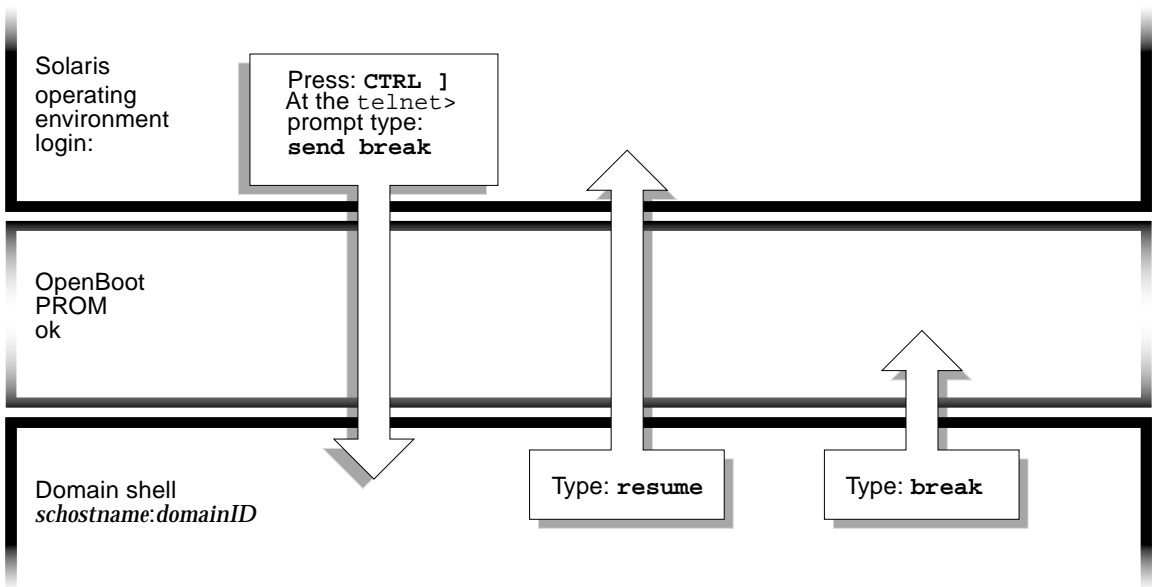 Solaris
operating
environment
login:
Press: CTRL ]
At the telnet>
prompt type:
send break
OpenBoot
PROM
ok
Domain shell
schostname:domainID
Type: resume
Type: break